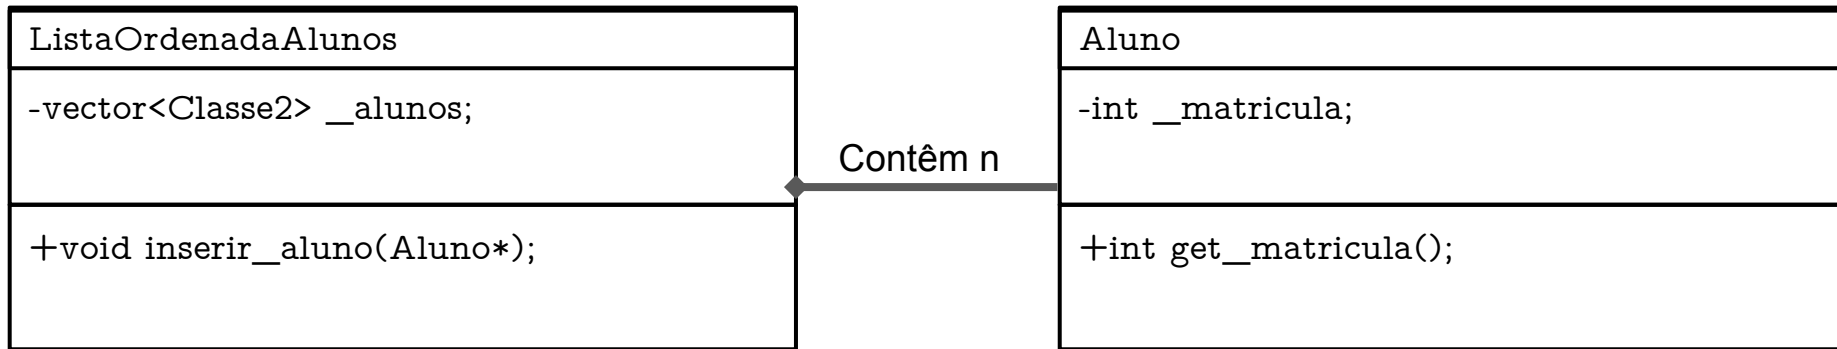 ListaOrdenadaAlunos
-vector<Classe2> _alunos;
+void inserir_aluno(Aluno*);
Contêm n
Aluno
-int _matricula;
+int get_matricula();